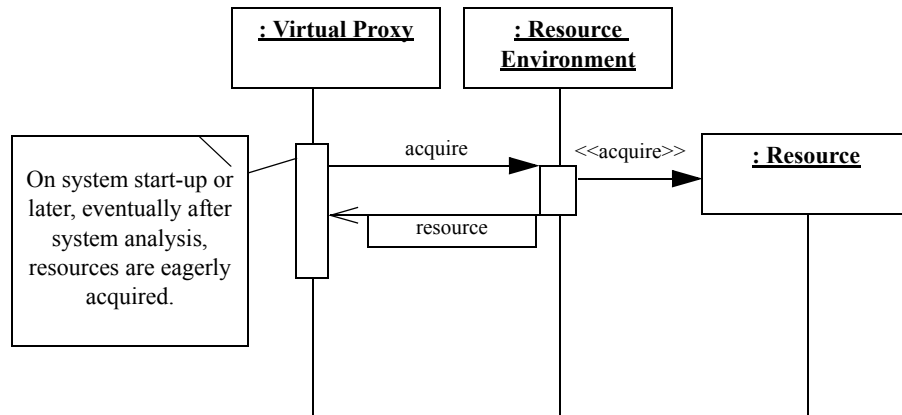 : Virtual Proxy
: Resource
Environment
acquire
<<acquire>>
: Resource
On system start-up or
later, eventually after
system analysis,
resources are eagerly
acquired.
resource